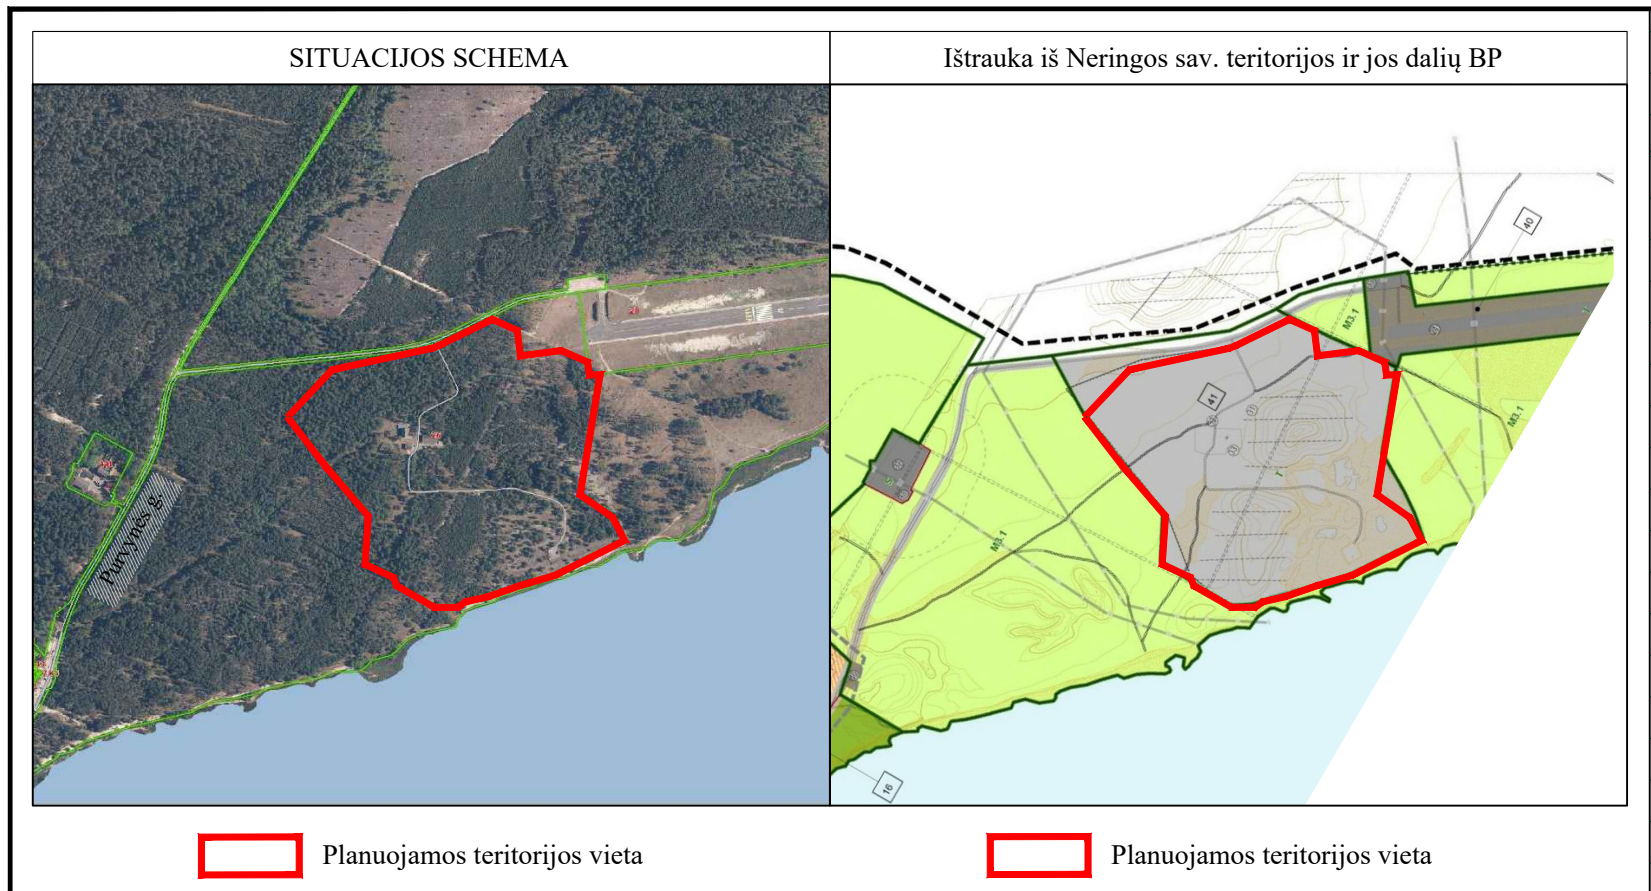 SITUACIJOS SCHEMA
Ištrauka iš Neringos sav. teritorijos ir jos dalių BP
Purvynės g.
40
M3.1
41
M3.1
M3.1
16
Planuojamos teritorijos vieta
Planuojamos teritorijos vieta